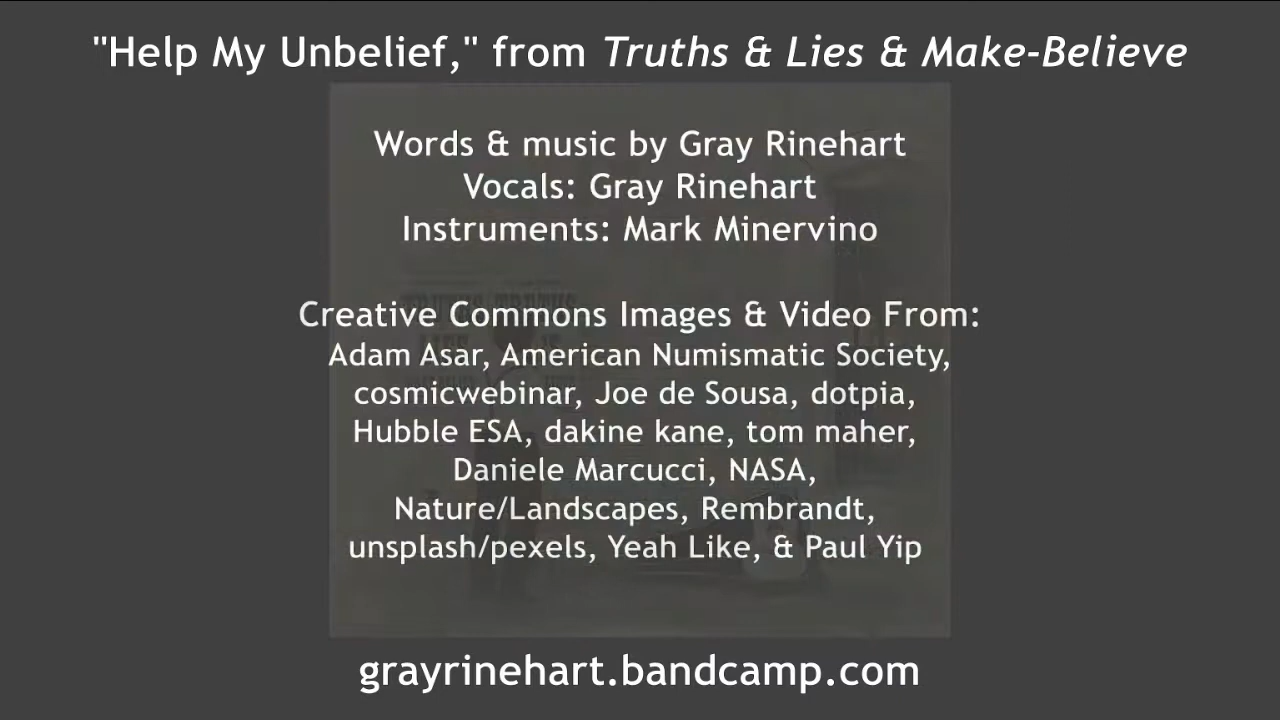 "Help My Unbelief," from Truths & Lies & Make-Believe
Words & music by Gray Rinehart
Vocals: Gray Rinehart
Instruments: Mark Minervino
Creative Commons Images & Video From:
Adam Asar, American Numismatic Society,
cosmicwebinar, Joe de Sousa, dotpia,
Hubble ESA, dakine kane, tom maher,
Daniele Marcucci, NASA,
Nature/Landscapes, Rembrandt,
unsplash/pexels, Yeah Like, & Paul Yip
grayrinehart.bandcamp.com